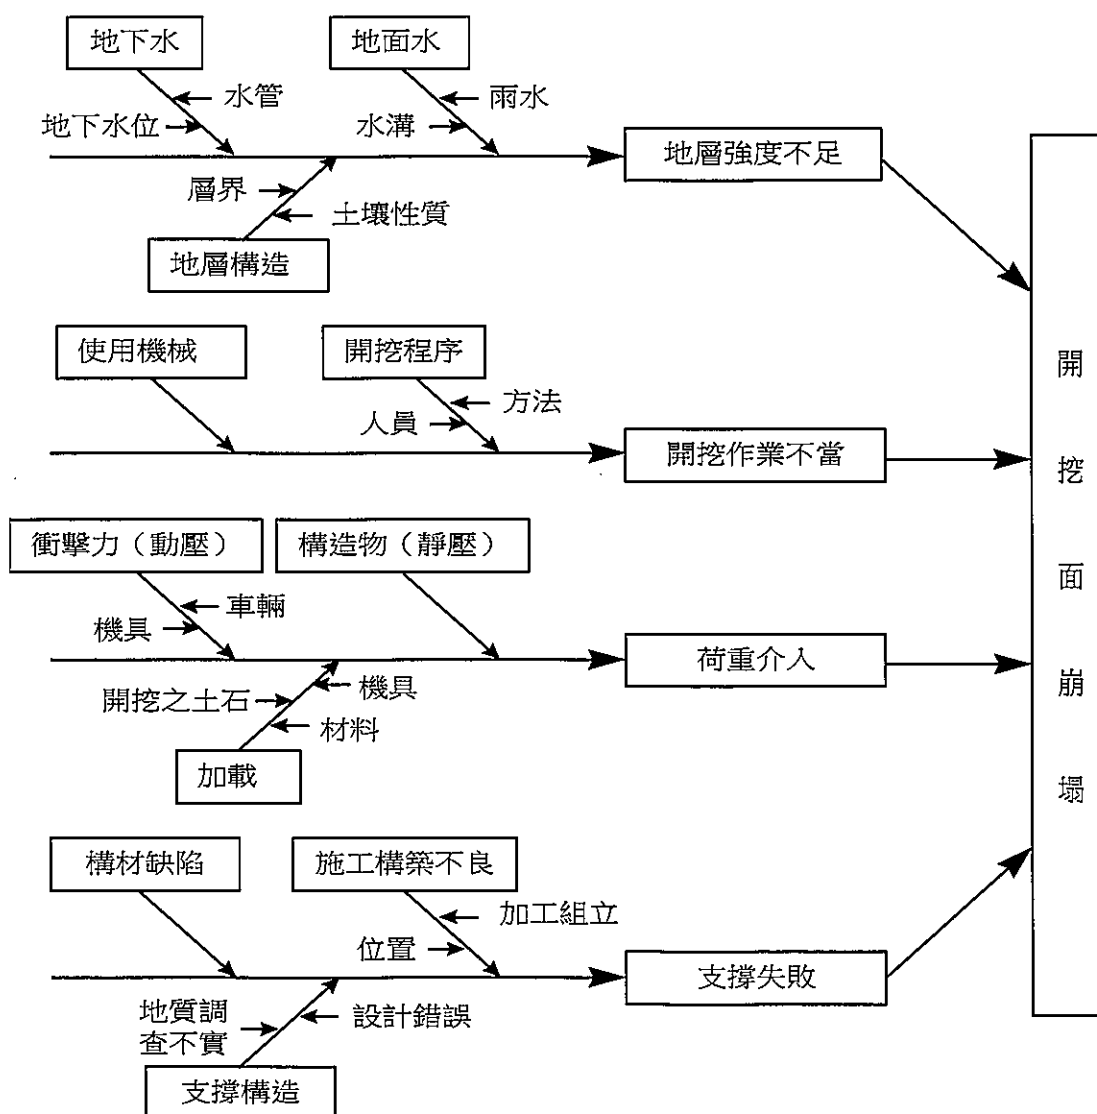 地下水
地面水
水管
雨水
地下水位
水溝
地層強度不足
層界
土壤性質
地層構造
使用機械
開挖程序
方法
人員
開挖作業不當
衝擊力（動壓）
構造物（靜壓）
車輛
機具
荷重介入
機具
開挖之土石
材料
加載
構材缺陷
施工構築不良
加工組立
位置
支撐失敗
地質調
查不實
設計錯誤
支撐構造
開
挖
面
崩
塌